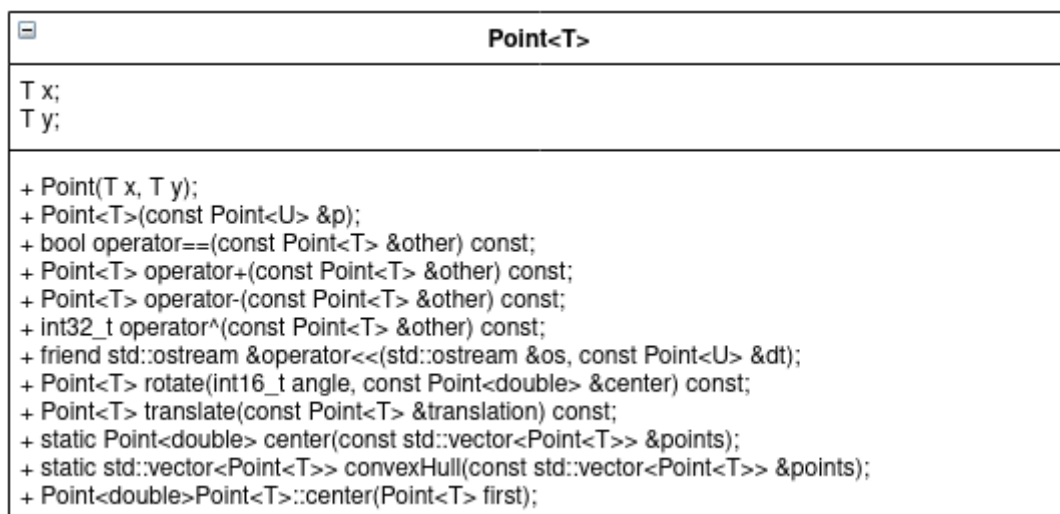 Point<T>
T x;
T y;
+ Point(T x, T y);
+ Point<T>(const Point<U> &p);
+ bool operator==(const Point<T> &other) const;
+ Point<T> operator+(const Point<T> &other) const;
+ Point<T> operator-(const Point<T> &other) const;
+ int32_t operator^(const Point<T> &other) const;
+ friend std::ostream &operator<<(std::ostream &os, const Point<U> &dt);
+ Point<T> rotate(int16_t angle, const Point<double> &center) const;
+ Point<T> translate(const Point<T> &translation) const;
+ static Point<double> center(const std::vector<Point<T>> &points);
+ static std::vector<Point<T>> convexHull(const std::vector<Point<T>> &points);
+ Point<double>Point<T>::center(Point<T> first);